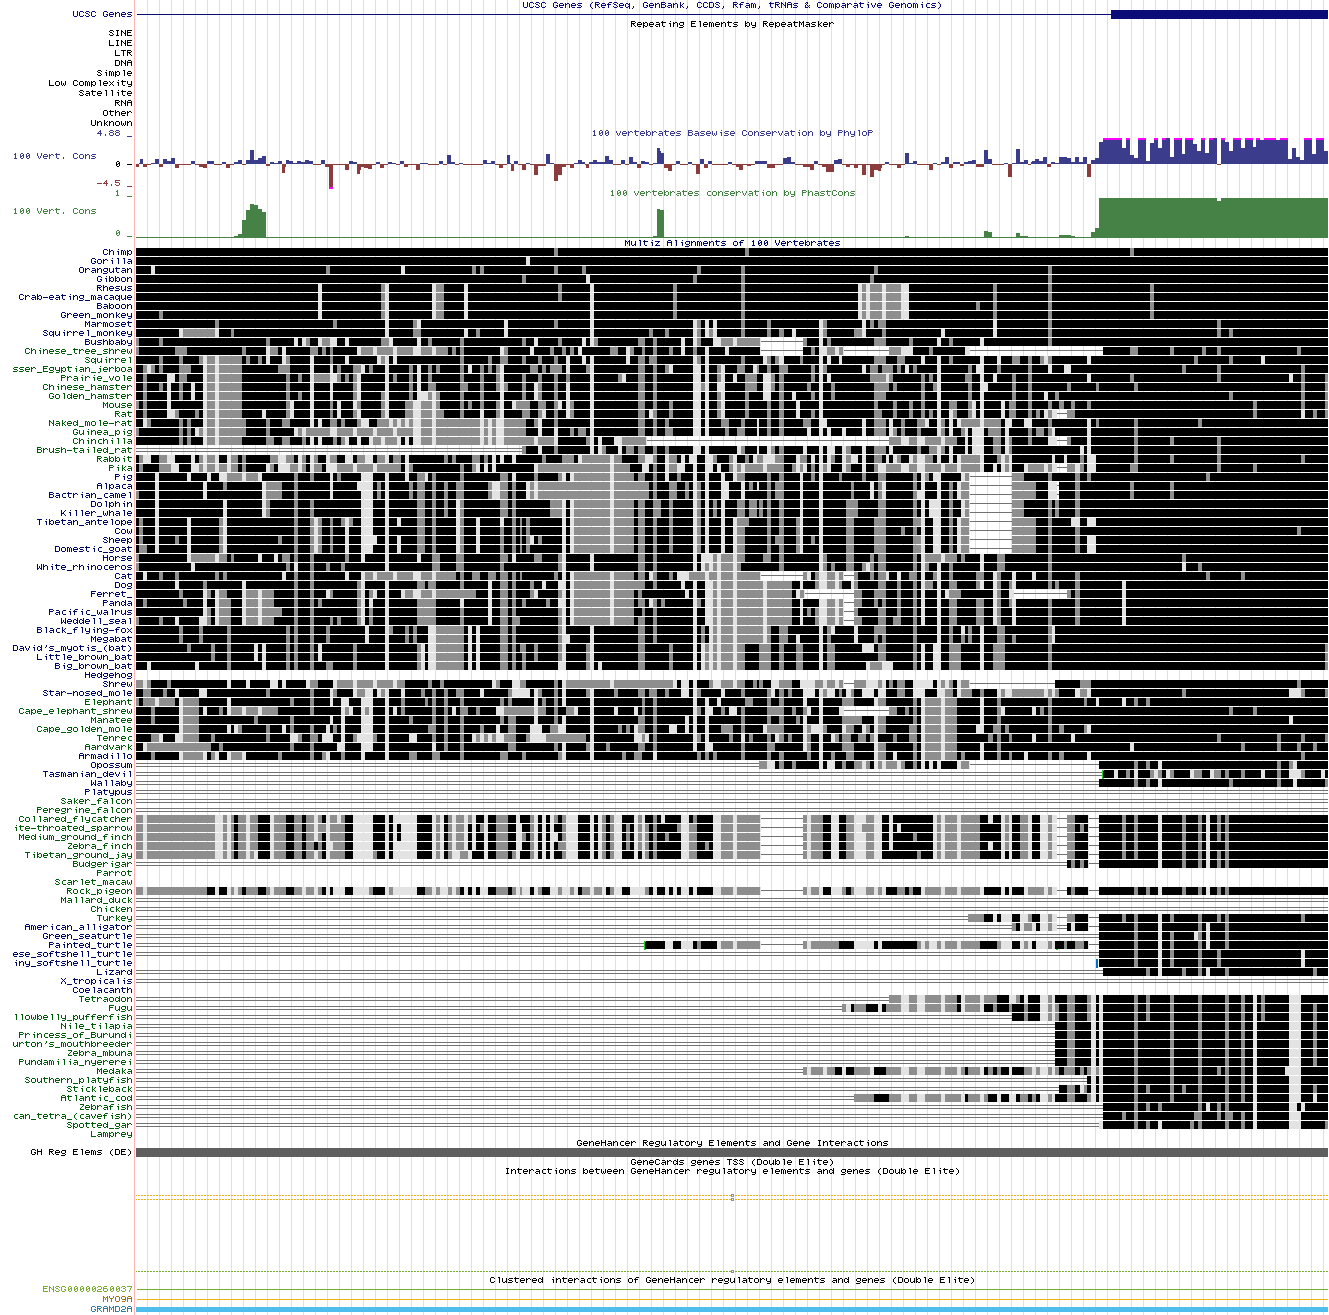 UCSC Genes (RefSeq, GenBank, CCDS, Rfam, tRNAs & Comparative Genomics)
UCSC Genes
Repeating Elements by RepeatMasker
SINE
LINE
LTR
DNA
Simple
Low Complexity
Satellite
RNA
Other
Unknown
4.88 _
100 vertebrates Basewise Conservation by PhyloP
100 Vert. Cons
0 _
-4.5 _
100 vertebrates conservation by PhastCons
1 _
100 Vert. Cons
0 _
Multiz Alignments of 100 Vertebrates
Chimp
Gorilla
Orangutan
Gibbon
Rhesus
Crab-eating_macaque
Baboon
Green_monkey
Marmoset
Squirrel_monkey
Bushbaby
Chinese_tree_shrew
Squirrel
sser_Egyptian_jerboa
Prairie_vole
Chinese_hamster
Golden_hamster
Mouse
Rat
Naked_mole-rat
Guinea_pig
Chinchilla
Brush-tailed_rat
Rabbit
Pika
Pig
Alpaca
Bactrian_camel
Dolphin
Killer_whale
Tibetan_antelope
Cow
Sheep
Domestic_goat
Horse
White_rhinoceros
Cat
Dog
Ferret_
Panda
Pacific_walrus
Weddell_seal
Black_flying-fox
Megabat
David's_myotis_(bat)
Little_brown_bat
Big_brown_bat
Hedgehog
Shrew
Star-nosed_mole
Elephant
Cape_elephant_shrew
Manatee
Cape_golden_mole
Tenrec
Aardvark
Armadillo
Opossum
Tasmanian_devil
Wallaby
Platypus
Saker_falcon
Peregrine_falcon
Collared_flycatcher
ite-throated_sparrow
Medium_ground_finch
Zebra_finch
Tibetan_ground_jay
Budgerigar
Parrot
Scarlet_macaw
Rock_pigeon
Mallard_duck
Chicken
Turkey
American_alligator
Green_seaturtle
Painted_turtle
ese_softshell_turtle
iny_softshell_turtle
Lizard
X_tropicalis
Coelacanth
Tetraodon
Fugu
llowbelly_pufferfish
Nile_tilapia
Princess_of_Burundi
urton's_mouthbreeder
Zebra_mbuna
Pundamilia_nyererei
Medaka
Southern_platyfish
Stickleback
Atlantic_cod
Zebrafish
can_tetra_(cavefish)
Spotted_gar
Lamprey
GeneHancer Regulatory Elements and Gene Interactions
GH Reg Elems (DE)
GeneCards genes TSS (Double Elite)
Interactions between GeneHancer regulatory elements and genes (Double Elite)
Clustered interactions of GeneHancer regulatory elements and genes (Double Elite)
ENSG00000260037
MYO9A
GRAMD2A